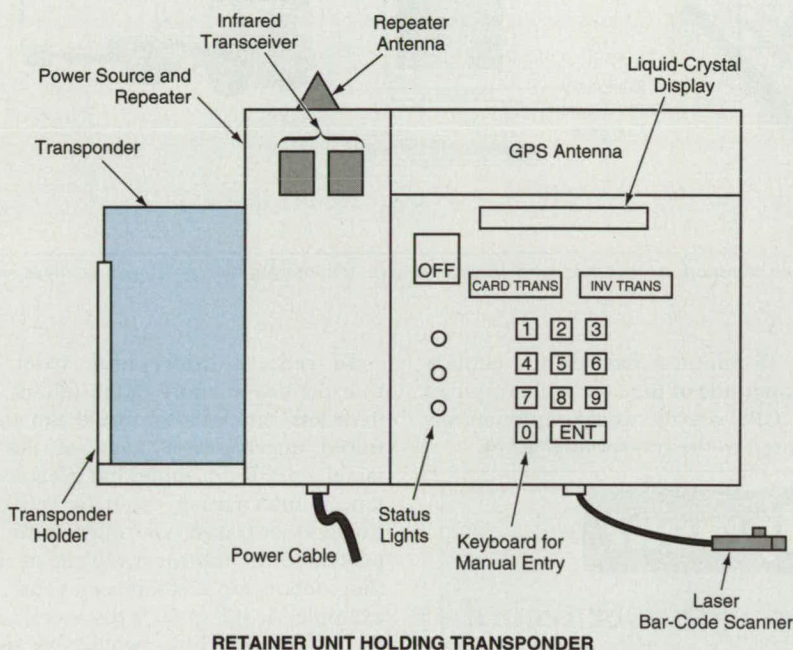 Infrared
Transceiver
Repeater
Antenna
Power Source and
Repeater
Liquid-Crystal
Display
Transponder
GPS Antenna
OFF
CARD TRANS
INV TRANS
1 2 3
4 5 6
7 8 9
0 ENT
Transponder
Holder
Power Cable
Status
Lights
Keyboard for
Manual Entry
Laser
Bar-Code Scanner
RETAINER UNIT HOLDING TRANSPONDER